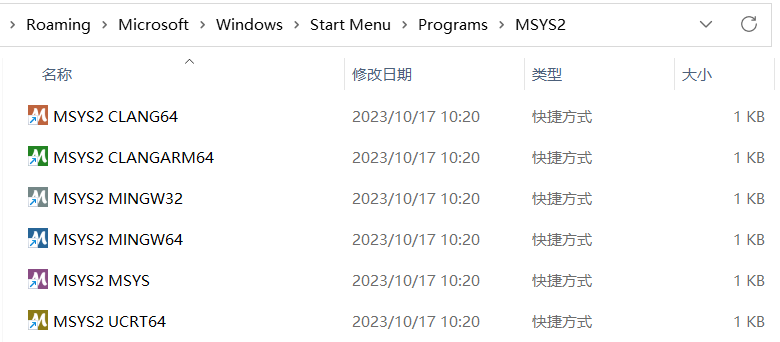 Roaming > Microsoft > Windows > Start Menu > Programs > MSYS2
名称 修改日期 类型 大小
MSYS2 CLANG64 2023/10/17 10:20 快捷方式 1 KB
MSYS2 CLANGARM64 2023/10/17 10:20 快捷方式 1 KB
MSYS2 MINGW32 2023/10/17 10:20 快捷方式 1 KB
MSYS2 MINGW64 2023/10/17 10:20 快捷方式 1 KB
MSYS2 MSYS 2023/10/17 10:20 快捷方式 1 KB
MSYS2 UCRT64 2023/10/17 10:20 快捷方式 1 KB